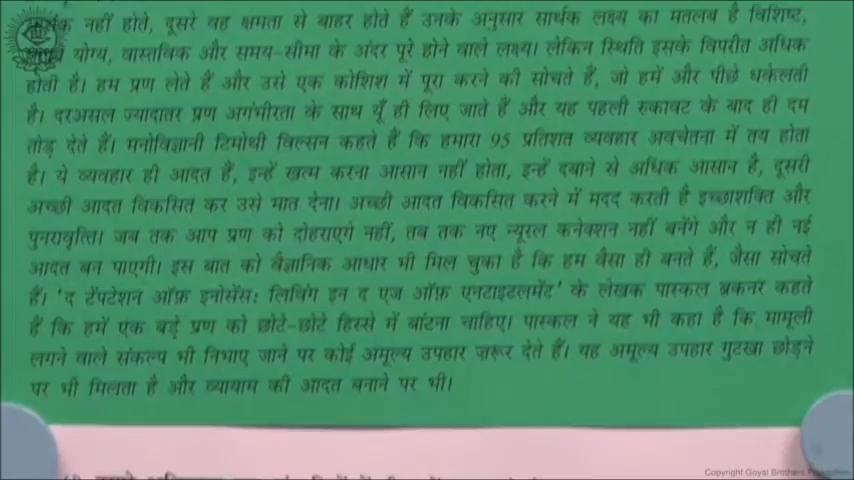 नहीं होते, दूसरे वह क्षमता से बाहर होते हैं उनके अनुसार सार्थक लक्ष्य का मतलब है विशिष्ट,
योग्य, वास्तविक और समय-सीमा के अंदर पूरे होने वाले लक्ष्य। लेकिन स्थिति इसके विपरीत अधिक
होती है। हम प्रण लेते हैं और उसे एक कोशिश में पूरा करने की सोचते हैं, जो हमें और पीछे धकेलती
है। दरअसल ज्यादातर प्रण अगंभीरता के साथ यूँ ही लिए जाते हैं और यह पहली रुकावट के बाद ही दम
तोड़ देते हैं। मनोविज्ञानी टिमोथी विल्सन कहते हैं कि हमारा 95 प्रतिशत व्यवहार अवचेतना में तय होता
है। ये व्यवहार ही आदत हैं, इन्हें खत्म करना आसान नहीं होता, इन्हें दबाने से अधिक आसान है, दूसरी
अच्छी आदत विकसित कर उसे मात देना। अच्छी आदत विकसित करने में मदद करती है इच्छाशक्ति और
पुनरावृत्ति। जब तक आप प्रण को दोहराएगे नहीं, तब तक नए न्यूरल कनेक्शन नहीं बनेंगे और न ही नई
आदत बन पाएगी। इस बात को वैज्ञानिक आधार भी मिल चुका है कि हम वैसा ही बनते हैं, जैसा सोचते
हैं। 'द टेंपटेशन ऑफ़ इनोसेंस: लिविंग इन द एज ऑफ़ एनटाइटलमेंट' के लेखक पास्कल ब्रकनर कहते
हैं कि हमें एक बड़े प्रण को छोटे-छोटे हिस्से में बांटना चाहिए। पास्कल ने यह भी कहा है कि मामूली
लगने वाले संकल्प भी निभाए जाने पर कोई अमूल्य उपहार ज़रूर देते हैं। यह अमूल्य उपहार गुटखा छोड़ने
पर भी मिलता है और व्यायाम की आदत बनाने पर भी।
Copyright Goyal Brothers